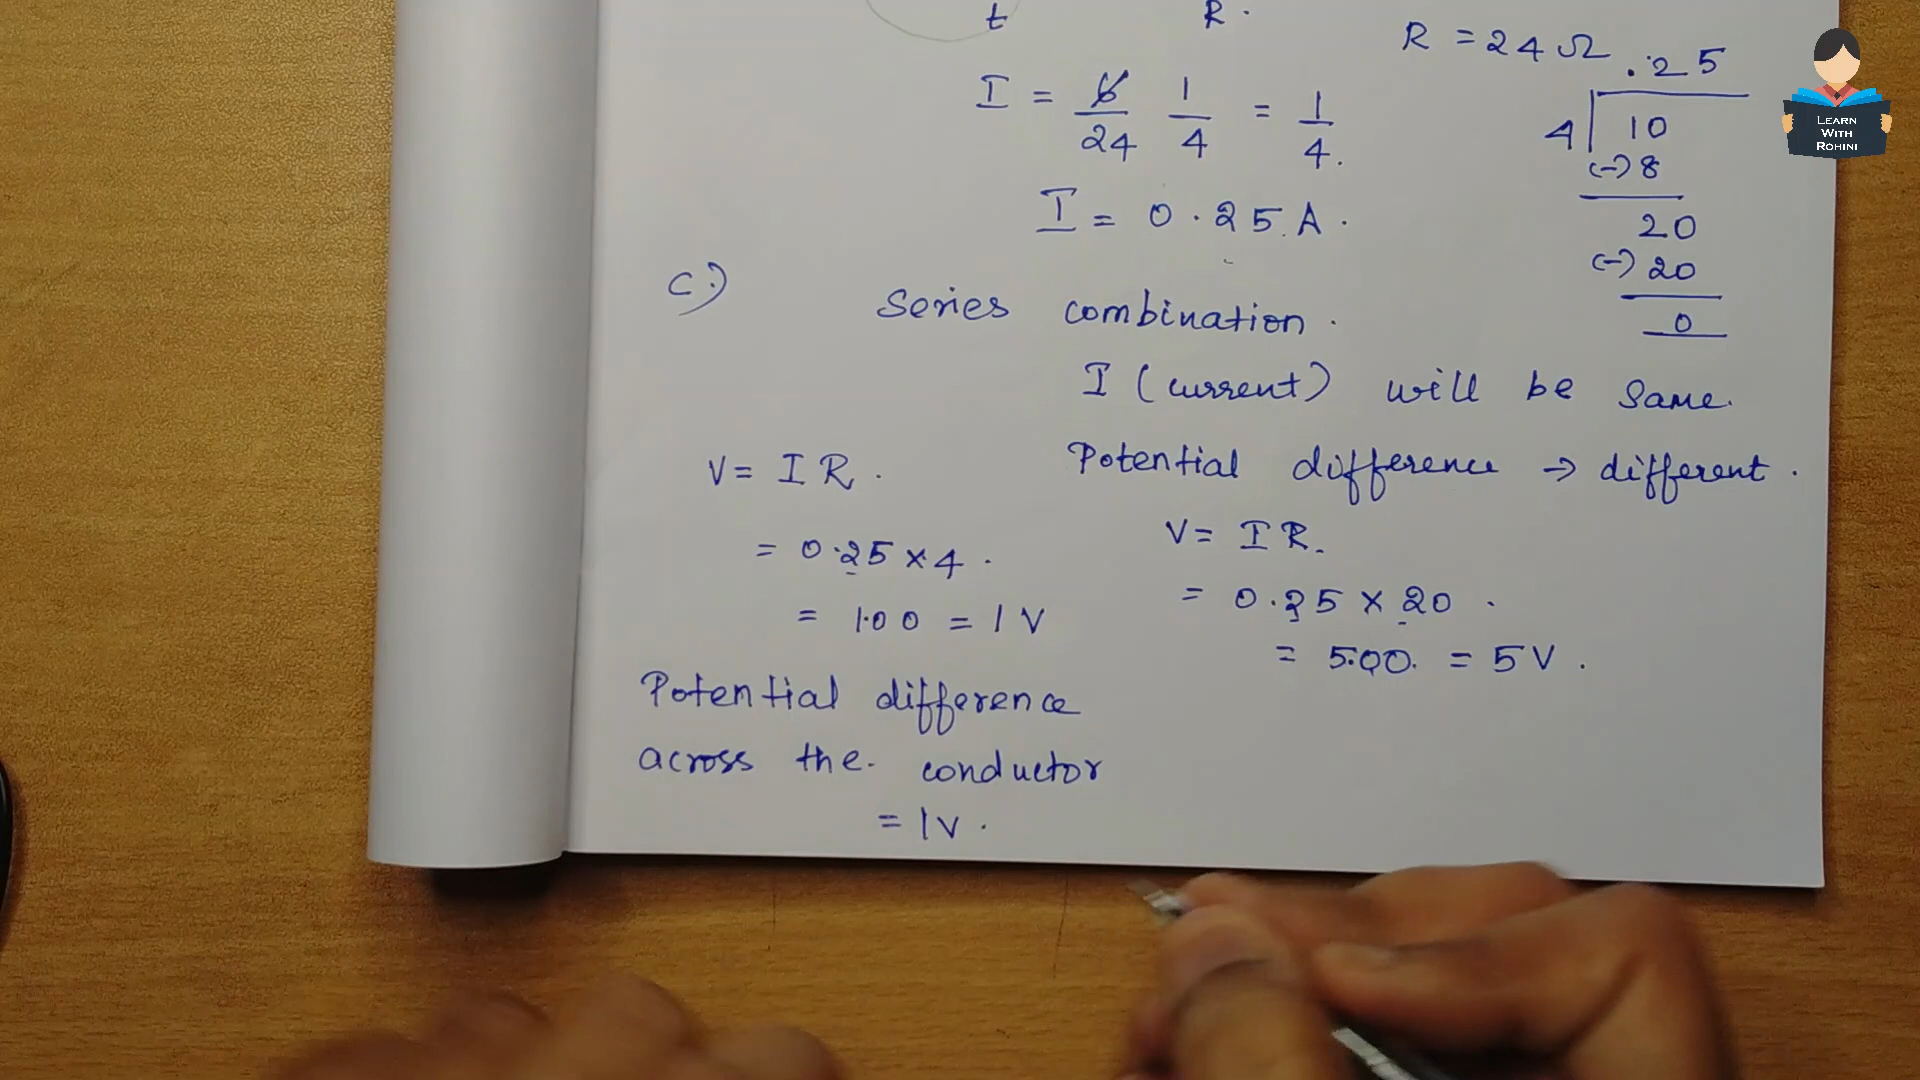 t R.
R = 24 Ω
I = 6/24 1/4 = 1/4.
I = 0.25 A.
.25
4 | 10
(-) 8
20
(-) 20
0
c.) Series combination.
I (current) will be same.
Potential difference → different.
V = I R.
= 0.25 × 4.
= 1.00 = 1 V
Potential difference
across the. conductor
= 1V.
V = I R.
= 0.25 × 20.
= 5.00. = 5 V.
LEARN
WITH
ROHINI